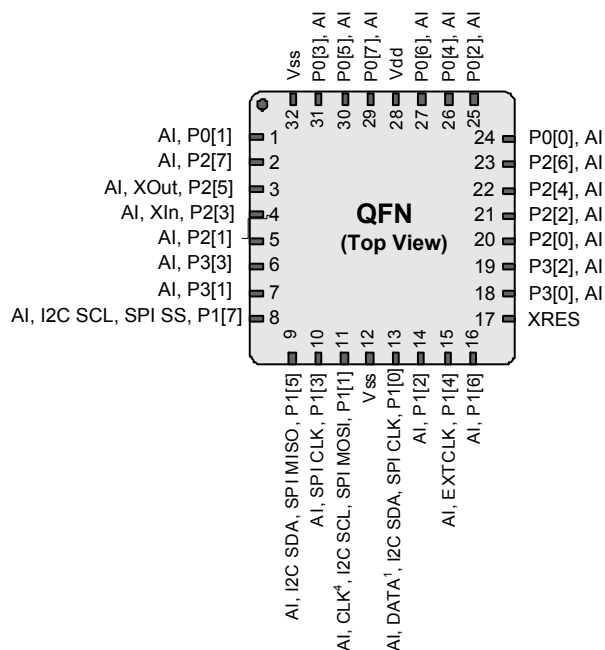 Vss
P0[3], AI
P0[5], AI
P0[7], AI
Vdd
P0[6], AI
P0[4], AI
P0[2], AI
32
31
30
29
28
27
26
25
AI, P0[1]
1
AI, P2[7]
2
AI, XOut, P2[5]
3
AI, XIn, P2[3]
4
AI, P2[1]
5
AI, P3[3]
6
AI, P3[1]
7
AI, I2C SCL, SPI SS, P1[7]
8
QFN
(Top View)
24
P0[0], AI
23
P2[6], AI
22
P2[4], AI
21
P2[2], AI
20
P2[0], AI
19
P3[2], AI
18
P3[0], AI
17
XRES
9
10
11
12
13
14
15
16
AI, I2C SDA, SPI MISO, P1[5]
AI, SPI CLK, P1[3]
AI, CLK⁴, I2C SCL, SPI MOSI, P1[1]
Vss
AI, DATA¹, I2C SDA, SPI CLK, P1[0]
AI, P1[2]
AI, EXTCLK, P1[4]
AI, P1[6]